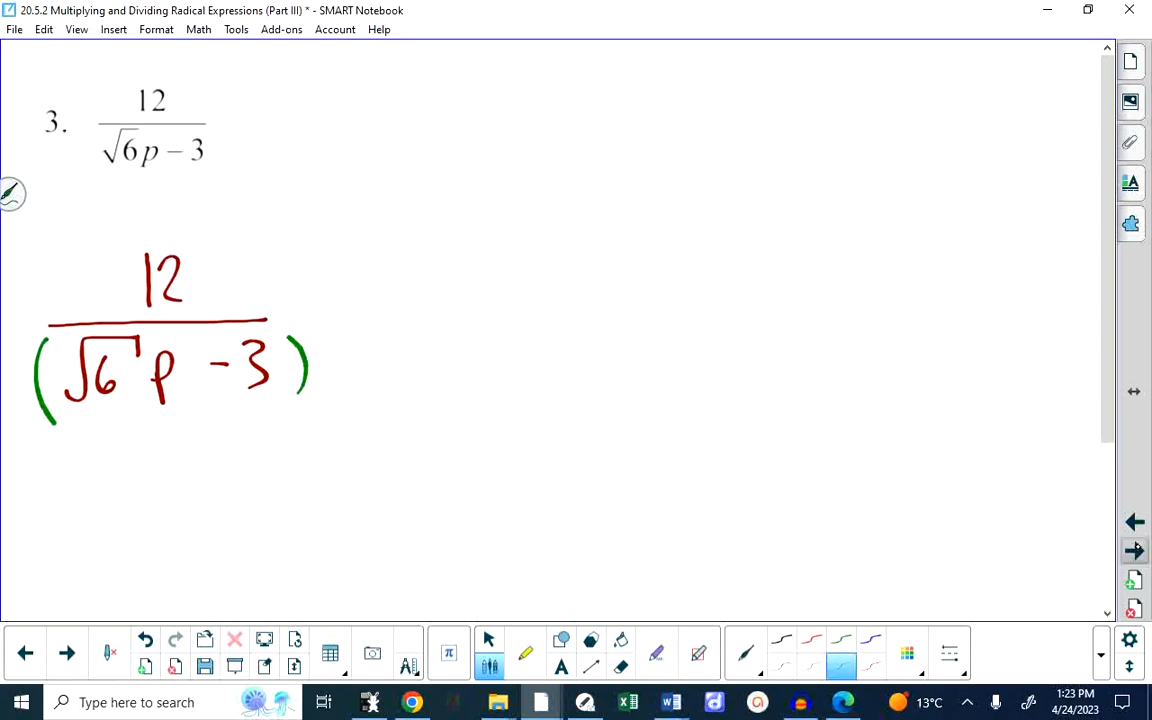 20.5.2 Multiplying and Dividing Radical Expressions (Part III) * - SMART Notebook
File Edit View Insert Format Math Tools Add-ons Account Help
3. 12
√6p − 3
12
(√6 p − 3)
π
A
Type here to search
13°C
1:23 PM
4/24/2023